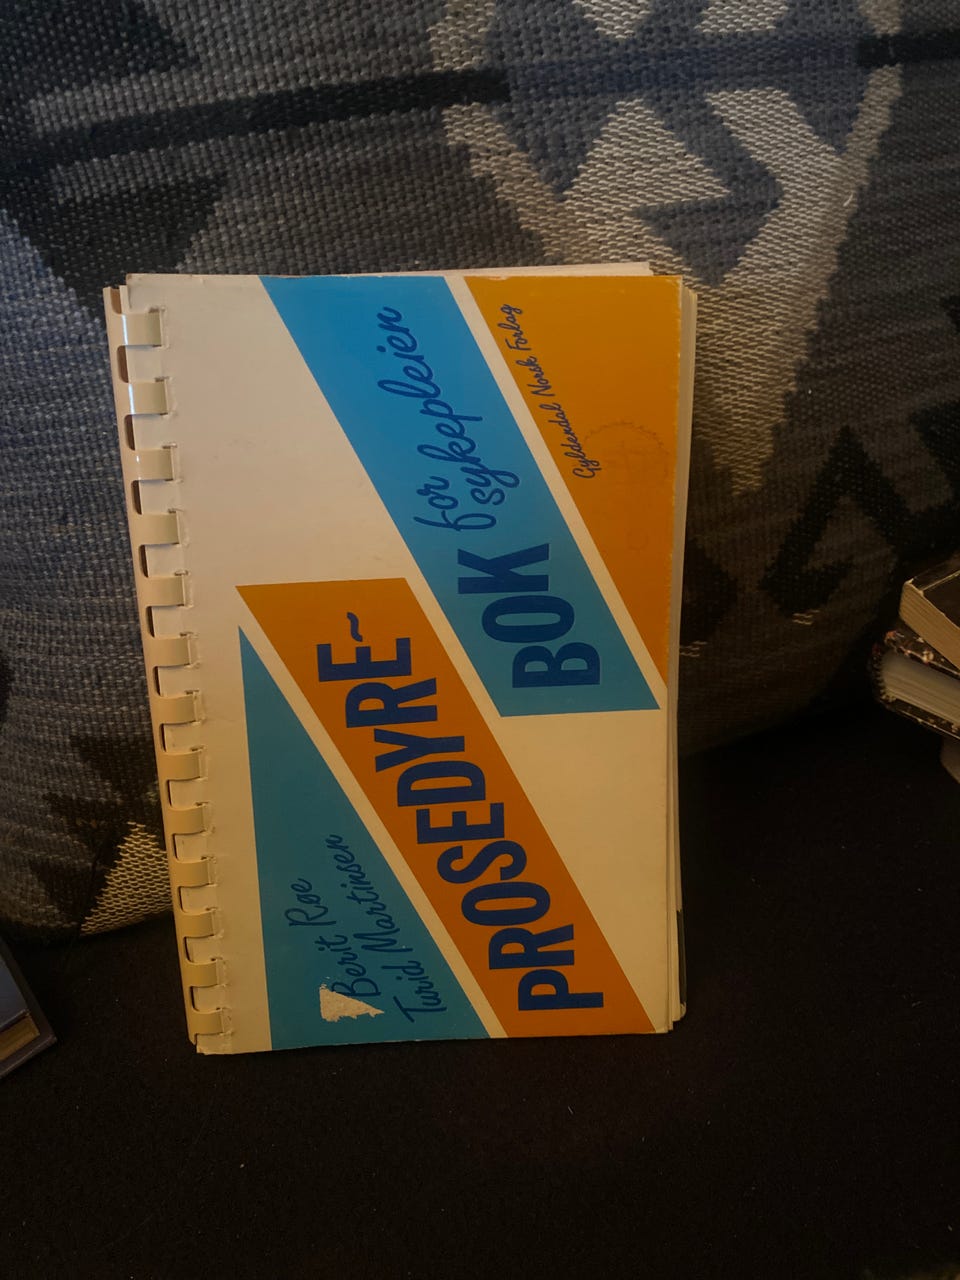 Berit Roe
Turid Martinsen
PROSEDYRE-
BOK for
sykepleien
Gyldendal Norsk Forlag